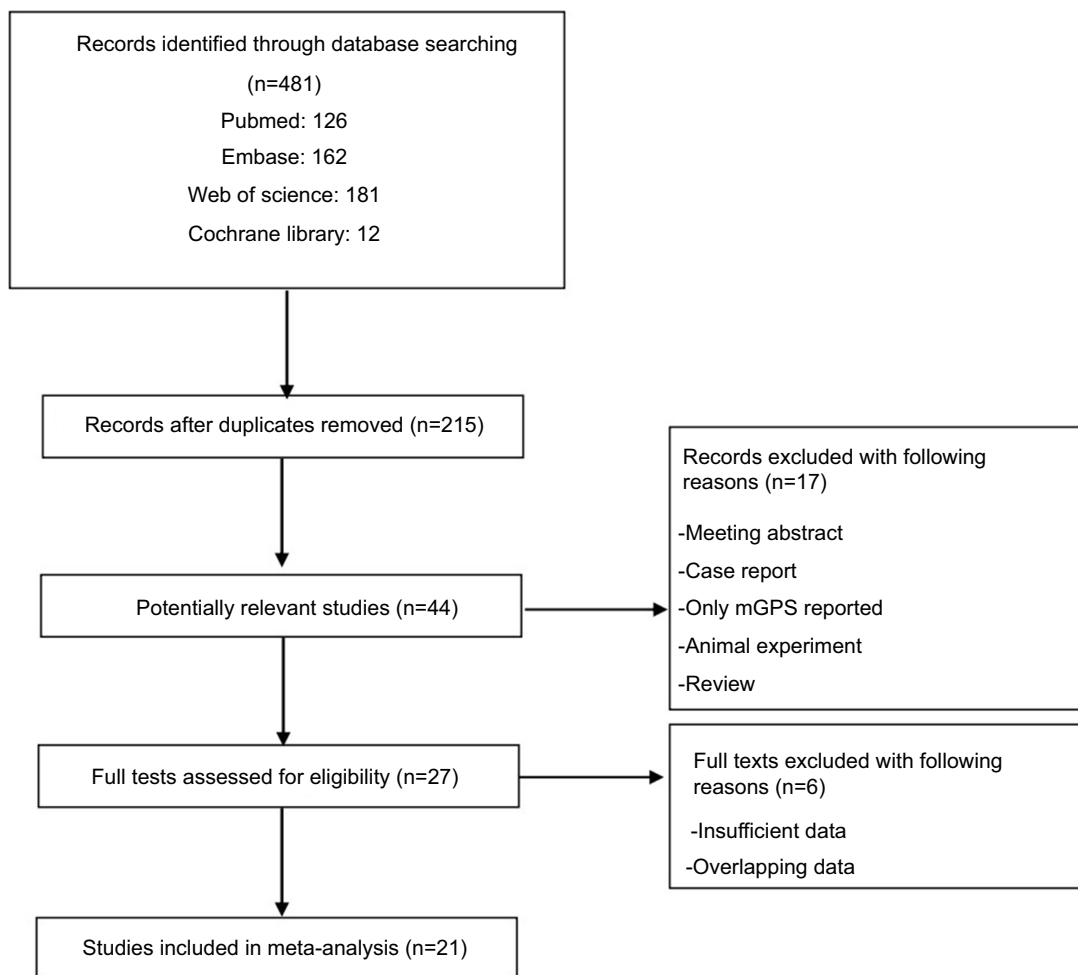 Records identified through database searching
(n=481)
Pubmed: 126
Embase: 162
Web of science: 181
Cochrane library: 12
Records after duplicates removed (n=215)
Potentially relevant studies (n=44)
Records excluded with following
reasons (n=17)
-Meeting abstract
-Case report
-Only mGPS reported
-Animal experiment
-Review
Full tests assessed for eligibility (n=27)
Full texts excluded with following
reasons (n=6)
-Insufficient data
-Overlapping data
Studies included in meta-analysis (n=21)